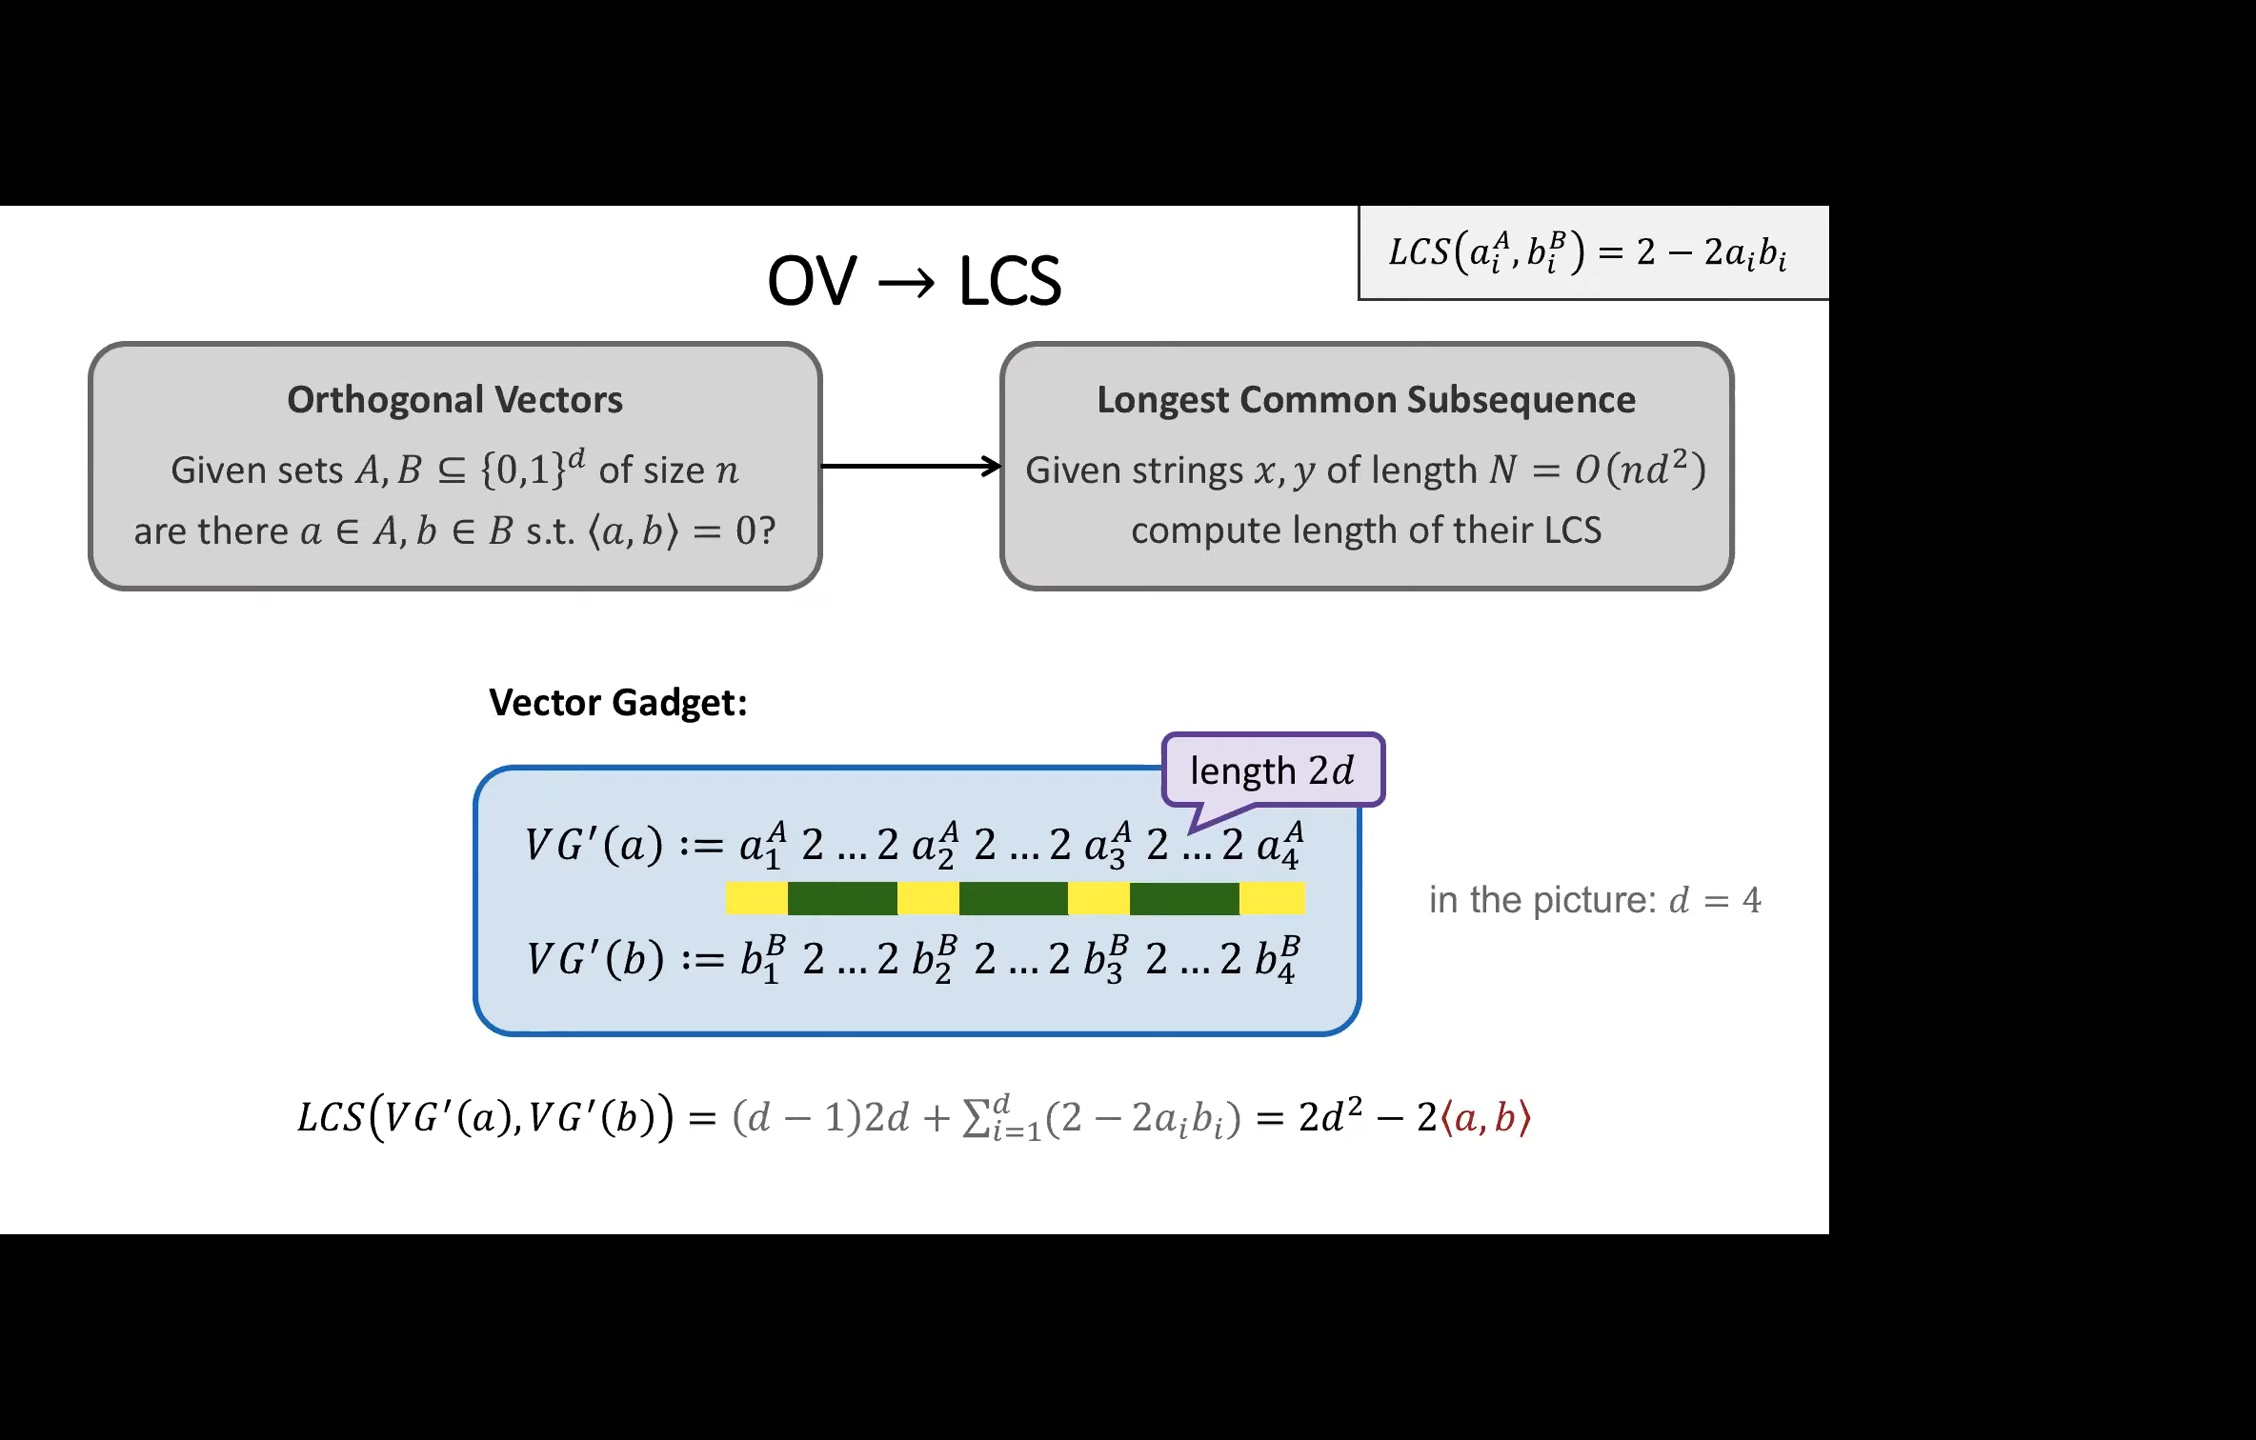 LCS(a_i^A, b_i^B) = 2 − 2a_i b_i
OV → LCS
Orthogonal Vectors
Given sets A, B ⊆ {0,1}^d of size n
are there a ∈ A, b ∈ B s.t. ⟨a, b⟩ = 0?
Longest Common Subsequence
Given strings x, y of length N = O(nd²)
compute length of their LCS
Vector Gadget:
length 2d
VG′(a) := a_1^A 2 … 2 a_2^A 2 … 2 a_3^A 2 … 2 a_4^A
in the picture: d = 4
VG′(b) := b_1^B 2 … 2 b_2^B 2 … 2 b_3^B 2 … 2 b_4^B
LCS(VG′(a), VG′(b)) = (d − 1)2d + ∑_{i=1}^d (2 − 2a_i b_i) = 2d² − 2⟨a, b⟩